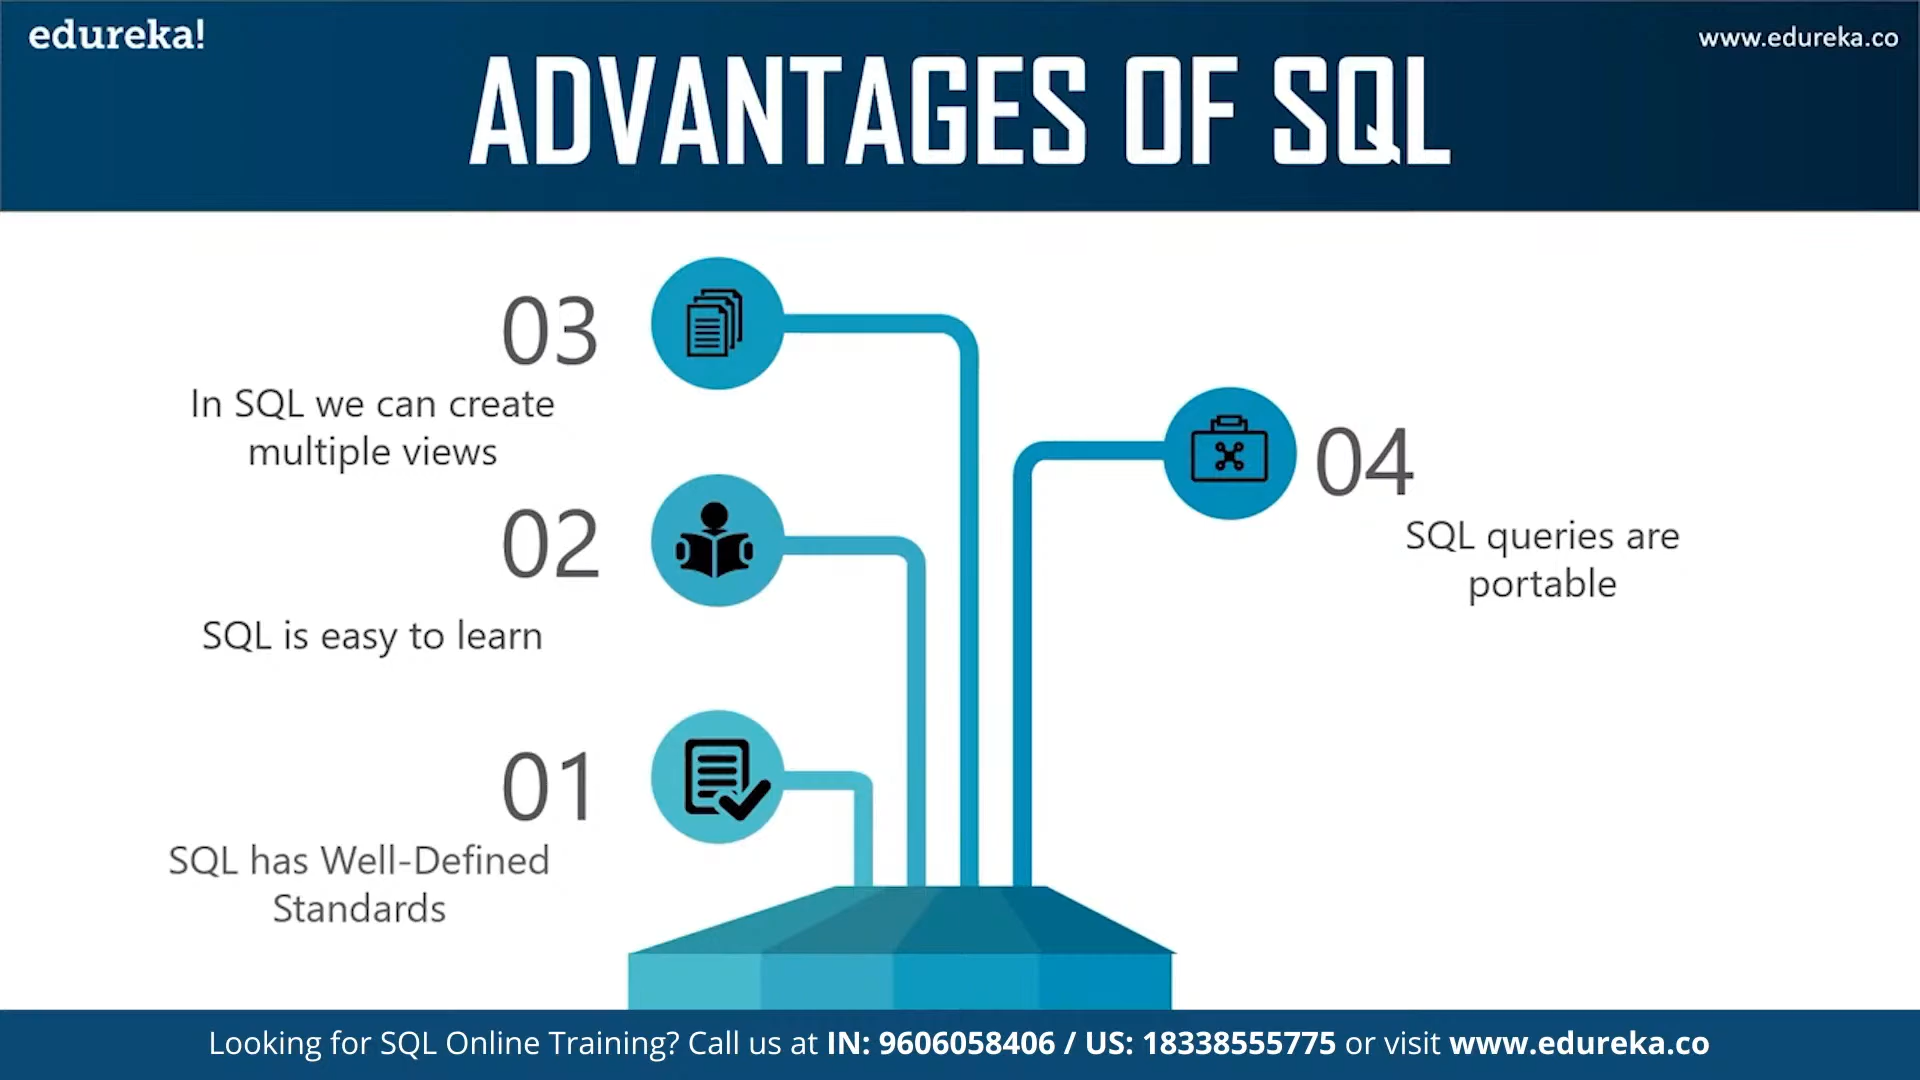 edureka!
www.edureka.co
ADVANTAGES OF SQL
03
In SQL we can create
multiple views
04
SQL queries are
portable
02
SQL is easy to learn
01
SQL has Well-Defined
Standards
Looking for SQL Online Training? Call us at IN: 9606058406 / US: 18338555775 or visit www.edureka.co